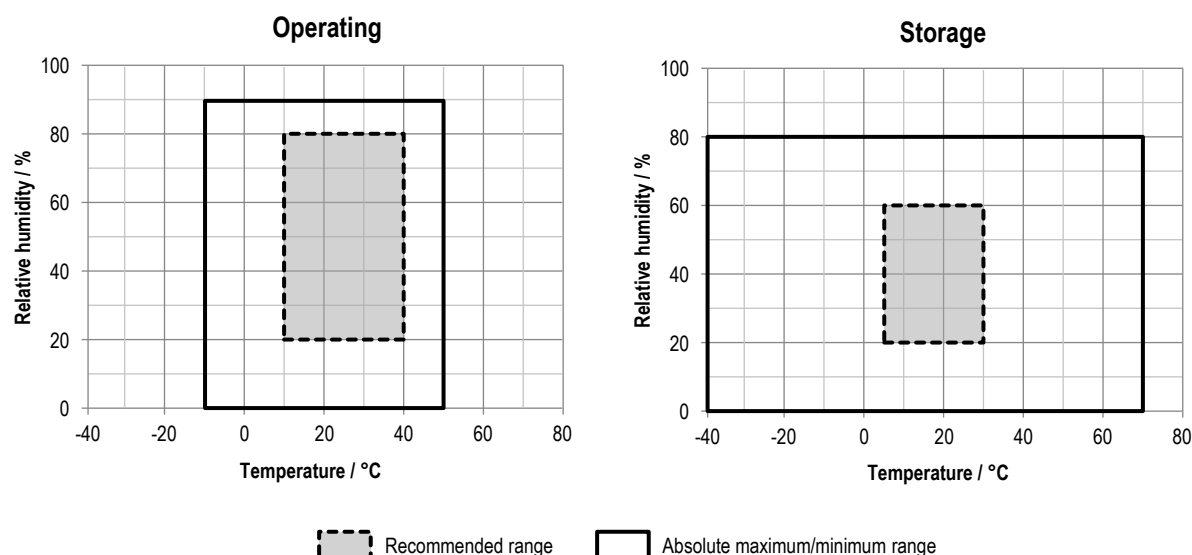 Operating
100
80
60
40
20
0
Relative humidity / %
-40 -20 0 20 40 60 80
Temperature / °C
Storage
100
80
60
40
20
0
Relative humidity / %
-40 -20 0 20 40 60 80
Temperature / °C
Recommended range
Absolute maximum/minimum range